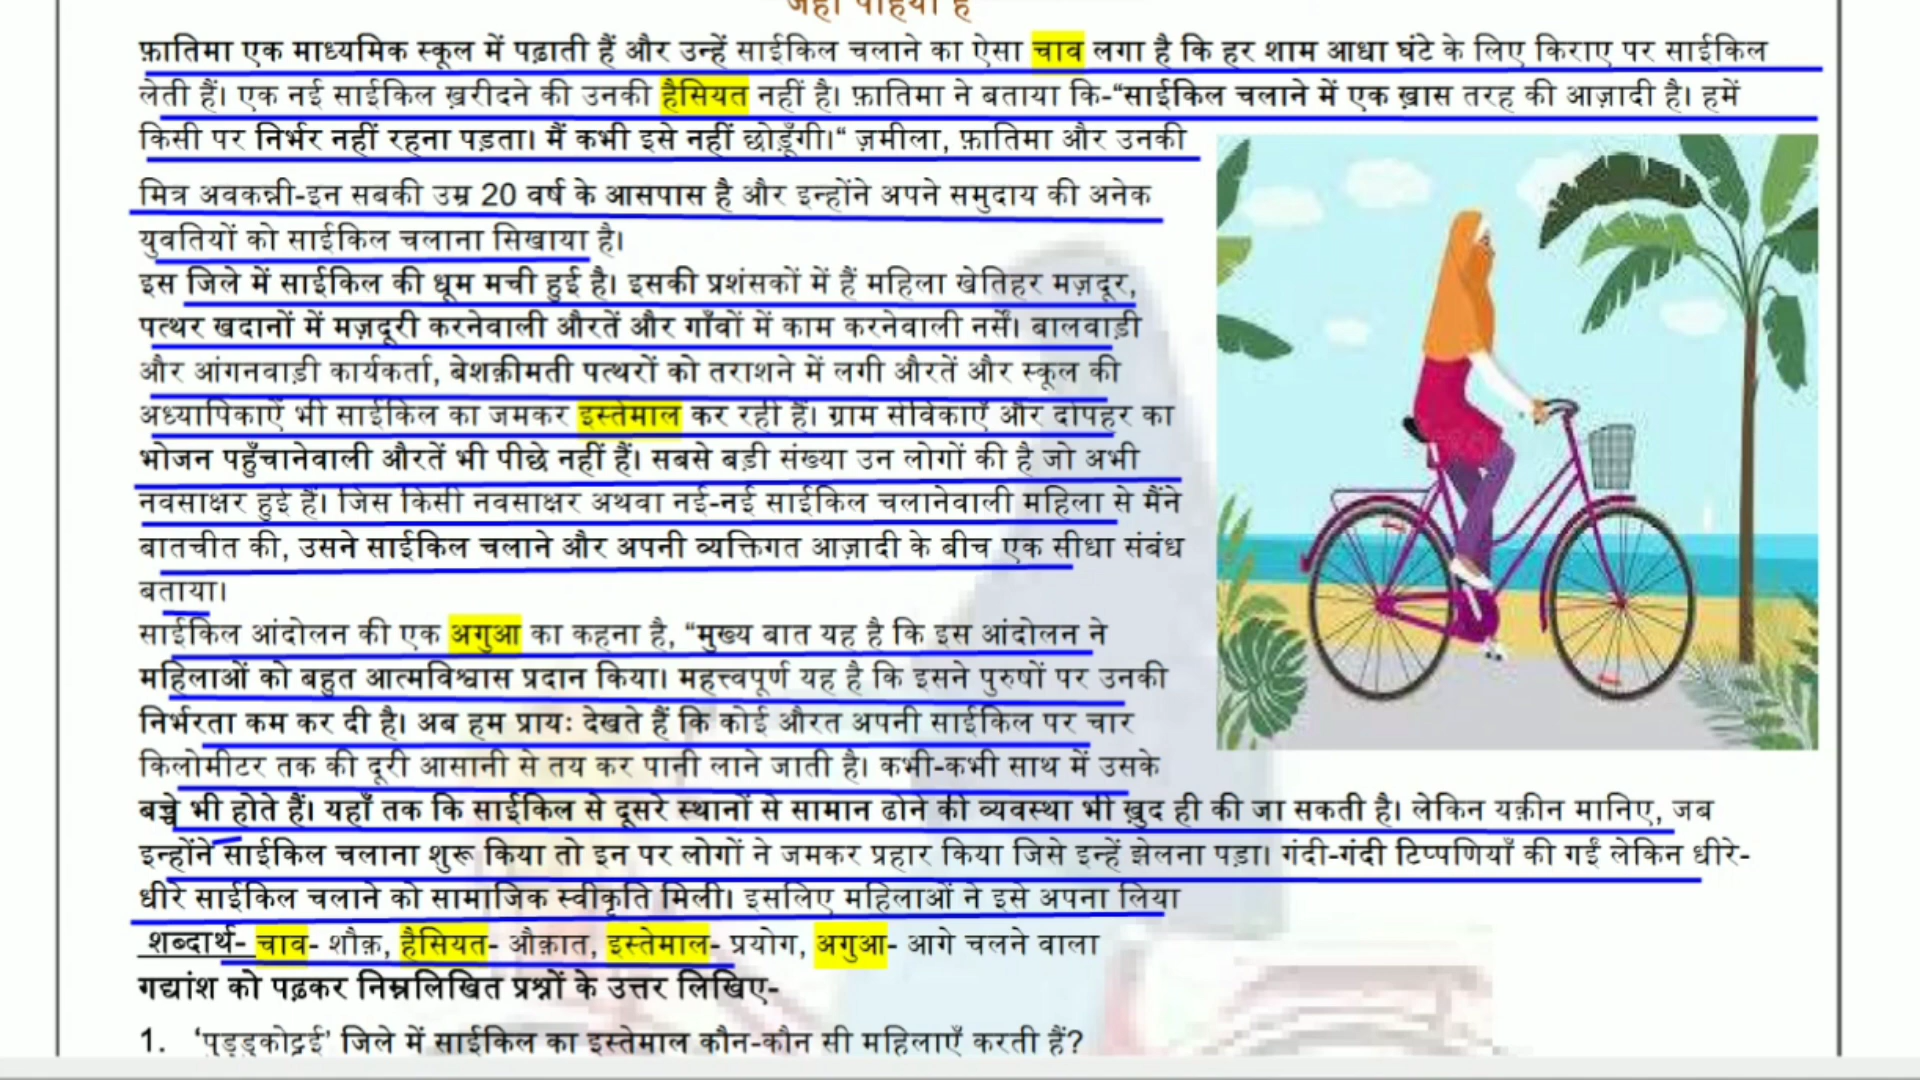 जहाँ पहिया है
फ़ातिमा एक माध्यमिक स्कूल में पढ़ाती हैं और उन्हें साईकिल चलाने का ऐसा चाव लगा है कि हर शाम आधा घंटे के लिए किराए पर साईकिल
लेती हैं। एक नई साईकिल ख़रीदने की उनकी हैसियत नहीं है। फ़ातिमा ने बताया कि-“साईकिल चलाने में एक ख़ास तरह की आज़ादी है। हमें
किसी पर निर्भर नहीं रहना पड़ता। मैं कभी इसे नहीं छोड़ूँगी।“ ज़मीला, फ़ातिमा और उनकी
मित्र अवकन्नी-इन सबकी उम्र 20 वर्ष के आसपास है और इन्होंने अपने समुदाय की अनेक
युवतियों को साईकिल चलाना सिखाया है।
इस जिले में साईकिल की धूम मची हुई है। इसकी प्रशंसकों में हैं महिला खेतिहर मज़दूर,
पत्थर खदानों में मज़दूरी करनेवाली औरतें और गाँवों में काम करनेवाली नर्सें। बालवाड़ी
और आंगनवाड़ी कार्यकर्ता, बेशक़ीमती पत्थरों को तराशने में लगी औरतें और स्कूल की
अध्यापिकाएँ भी साईकिल का जमकर इस्तेमाल कर रही हैं। ग्राम सेविकाएँ और दोपहर का
भोजन पहुँचानेवाली औरतें भी पीछे नहीं हैं। सबसे बड़ी संख्या उन लोगों की है जो अभी
नवसाक्षर हुई हैं। जिस किसी नवसाक्षर अथवा नई-नई साईकिल चलानेवाली महिला से मैंने
बातचीत की, उसने साईकिल चलाने और अपनी व्यक्तिगत आज़ादी के बीच एक सीधा संबंध
बताया।
साईकिल आंदोलन की एक अगुआ का कहना है, “मुख्य बात यह है कि इस आंदोलन ने
महिलाओं को बहुत आत्मविश्वास प्रदान किया। महत्त्वपूर्ण यह है कि इसने पुरुषों पर उनकी
निर्भरता कम कर दी है। अब हम प्रायः देखते हैं कि कोई औरत अपनी साईकिल पर चार
किलोमीटर तक की दूरी आसानी से तय कर पानी लाने जाती है। कभी-कभी साथ में उसके
बच्चे भी होते हैं। यहाँ तक कि साईकिल से दूसरे स्थानों से सामान ढोने की व्यवस्था भी ख़ुद ही की जा सकती है। लेकिन यक़ीन मानिए, जब
इन्होंने साईकिल चलाना शुरू किया तो इन पर लोगों ने जमकर प्रहार किया जिसे इन्हें झेलना पड़ा। गंदी-गंदी टिप्पणियाँ की गईं लेकिन धीरे-
धीरे साईकिल चलाने को सामाजिक स्वीकृति मिली। इसलिए महिलाओं ने इसे अपना लिया
शब्दार्थ- चाव- शौक़, हैसियत- औक़ात, इस्तेमाल- प्रयोग, अगुआ- आगे चलने वाला
गद्यांश को पढ़कर निम्नलिखित प्रश्नों के उत्तर लिखिए-
1. ‘पुड्डुकोट्टई’ जिले में साईकिल का इस्तेमाल कौन-कौन सी महिलाएँ करती हैं?